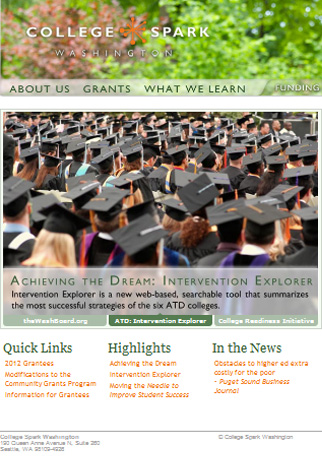 COLLEGE SPARK
WASHINGTON
ABOUT US GRANTS WHAT WE LEARN FUNDING
ACHIEVING THE DREAM: INTERVENTION EXPLORER
Intervention Explorer is a new web-based, searchable tool that summarizes
the most successful strategies of the six ATD colleges.
theWashBoard.org ATD: Intervention Explorer College Readiness Initiative
Quick Links
2012 Grantees
Modifications to the
Community Grants Program
Information for Grantees
Highlights
Achieving the Dream
Intervention Explorer
Moving the Needle to
Improve Student Success
In the News
Obstacles to higher ed extra
costly for the poor
- Puget Sound Business
Journal
College Spark Washington
190 Queen Anne Avenue N, Suite 260
Seattle, WA 98109-4926
© College Spark Washington